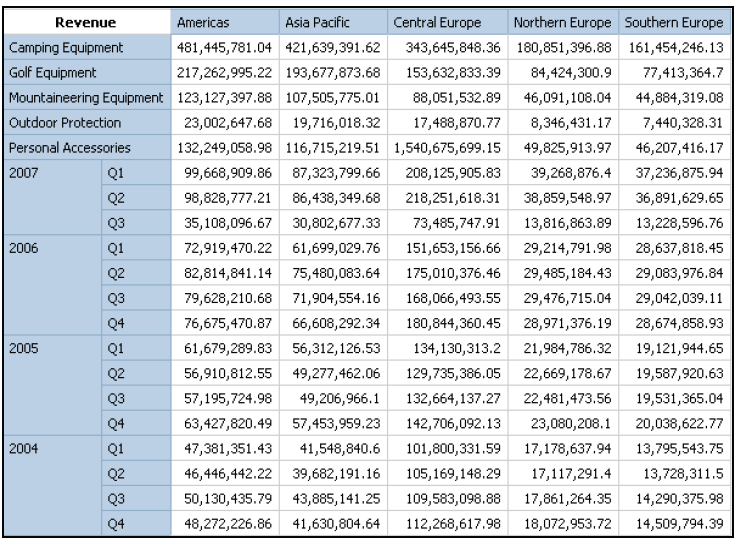 Revenue Americas Asia Pacific Central Europe Northern Europe Southern Europe
Camping Equipment 481,445,781.04 421,639,391.62 343,645,848.36 180,851,396.88 161,454,246.13
Golf Equipment 217,262,995.22 193,677,873.68 153,632,833.39 84,424,300.9 77,413,364.7
Mountaineering Equipment 123,127,397.88 107,505,775.01 88,051,532.89 46,091,108.04 44,884,319.08
Outdoor Protection 23,002,647.68 19,716,018.32 17,488,870.77 8,346,431.17 7,440,328.31
Personal Accessories 132,249,058.98 116,715,219.51 1,540,675,699.15 49,825,913.97 46,207,416.17
2007 Q1 99,668,909.86 87,323,799.66 208,125,905.83 39,268,876.4 37,236,875.94
Q2 98,828,777.21 86,438,349.68 218,251,618.31 38,859,548.97 36,891,629.65
Q3 35,108,096.67 30,802,677.33 73,485,747.91 13,816,863.89 13,228,596.76
2006 Q1 72,919,470.22 61,699,029.76 151,653,156.66 29,214,791.98 28,637,818.45
Q2 82,814,841.14 75,480,083.64 175,010,376.46 29,485,184.43 29,083,976.84
Q3 79,628,210.68 71,904,554.16 168,066,493.55 29,476,715.04 29,042,039.11
Q4 76,675,470.87 66,608,292.34 180,844,360.45 28,971,376.19 28,674,858.93
2005 Q1 61,679,289.83 56,312,126.53 134,130,313.2 21,984,786.32 19,121,944.65
Q2 56,910,812.55 49,277,462.06 129,735,386.05 22,669,178.67 19,587,920.63
Q3 57,195,724.98 49,206,966.1 132,664,137.27 22,481,473.56 19,531,365.04
Q4 63,427,820.49 57,453,959.23 142,706,092.13 23,080,208.1 20,038,622.77
2004 Q1 47,381,351.43 41,548,840.6 101,800,331.59 17,178,637.94 13,795,543.75
Q2 46,446,442.22 39,682,191.16 105,169,148.29 17,117,291.4 13,728,311.5
Q3 50,130,435.79 43,885,141.25 109,583,098.88 17,861,264.35 14,290,375.98
Q4 48,272,226.86 41,630,804.64 112,268,617.98 18,072,953.72 14,509,794.39